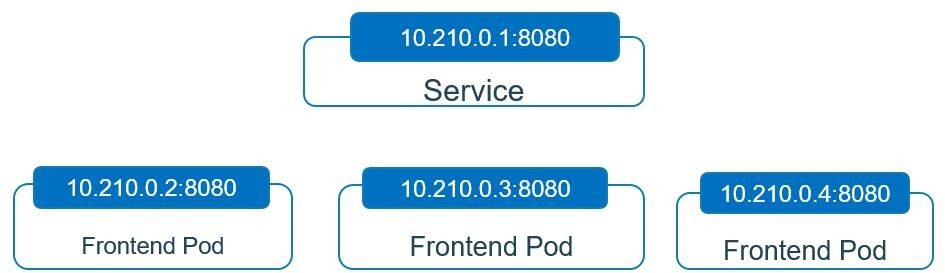 10.210.0.1:8080
Service
10.210.0.2:8080
Frontend Pod
10.210.0.3:8080
Frontend Pod
10.210.0.4:8080
Frontend Pod